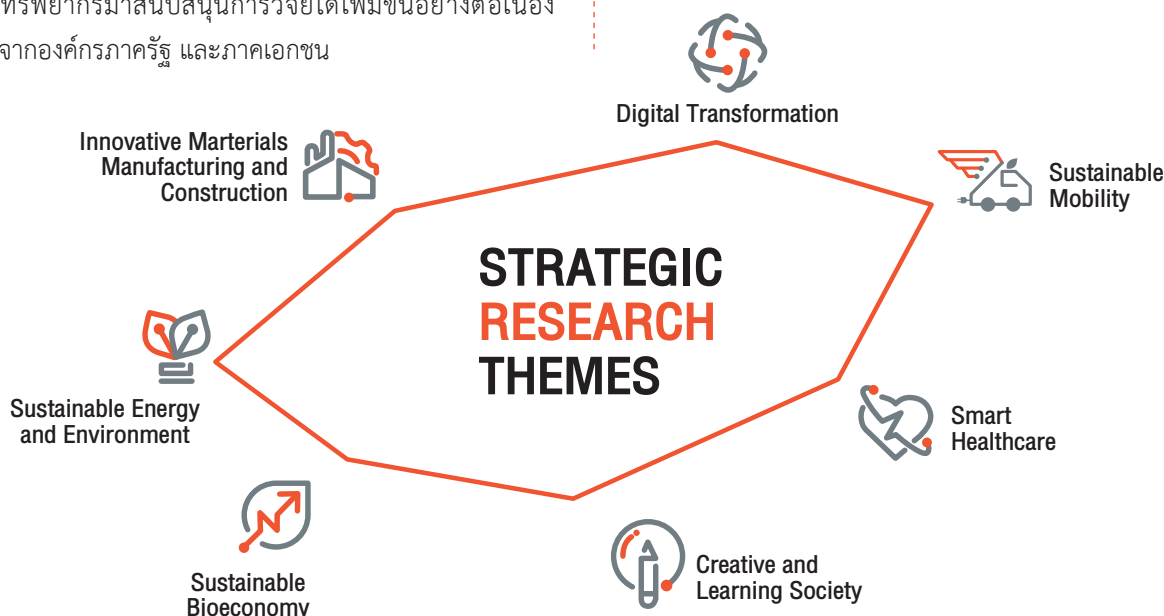 ทรัพยากรมาสนับสนุนการวิจัยได้เพิ่มขึ้นอย่างต่อเนื่อง
จากองค์กรภาครัฐ และภาคเอกชน
Digital Transformation
Innovative Marterials
Manufacturing and
Construction
Sustainable
Mobility
STRATEGIC
RESEARCH
THEMES
Sustainable Energy
and Environment
Smart
Healthcare
Creative and
Learning Society
Sustainable
Bioeconomy